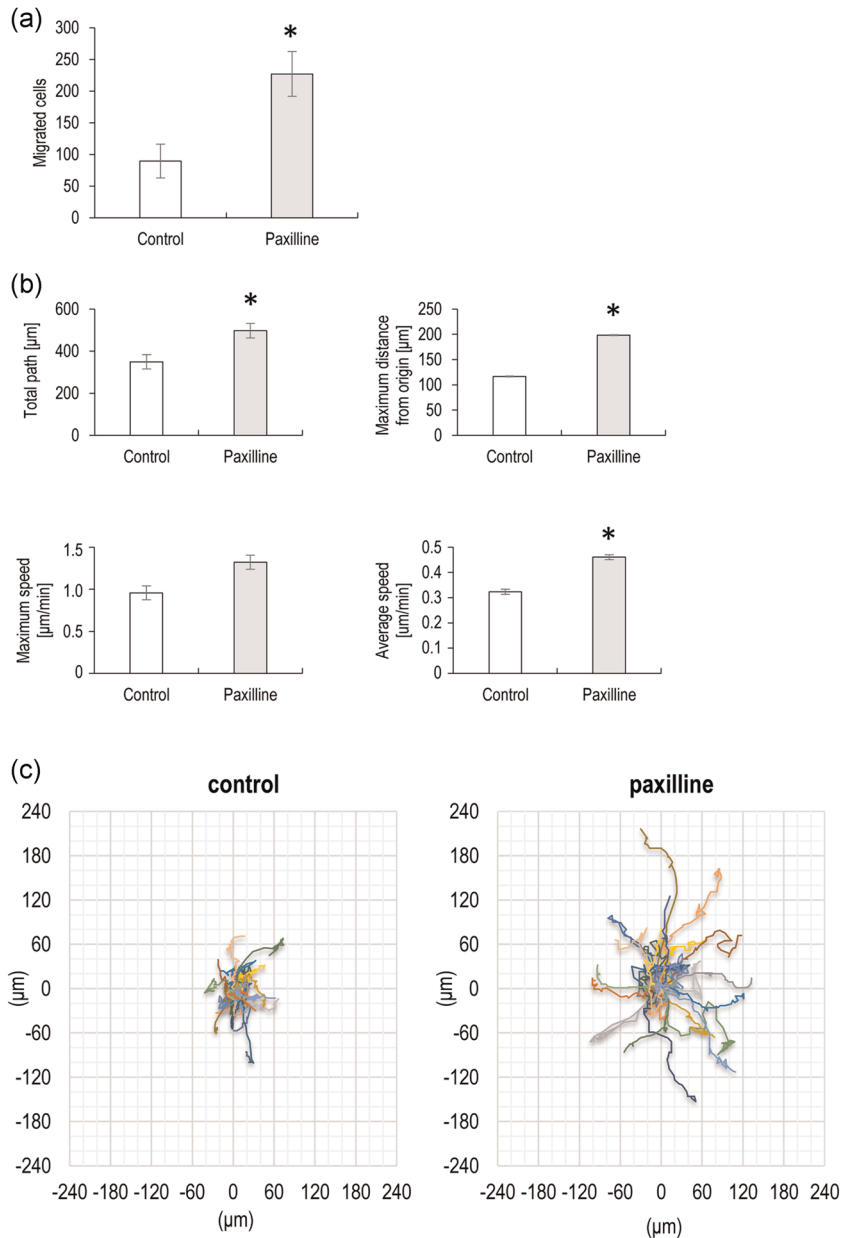 (a)
300
250
200
150
100
50
0
Migrated cells
*
Control
Paxilline
(b)
600
400
200
0
Total path [µm]
*
Control
Paxilline
250
200
150
100
50
0
Maximum distance
from origin [µm]
*
Control
Paxilline
1.5
1.0
0.5
0
Maximum speed
[µm/min]
Control
Paxilline
0.5
0.4
0.3
0.2
0.1
0
Average speed
[um/min]
*
Control
Paxilline
(c)
control
240
180
120
60
0
-60
-120
-180
-240
(µm)
-240 -180 -120 -60 0 60 120 180 240
(µm)
paxilline
240
180
120
60
0
-60
-120
-180
-240
(µm)
-240 -180 -120 -60 0 60 120 180 240
(µm)